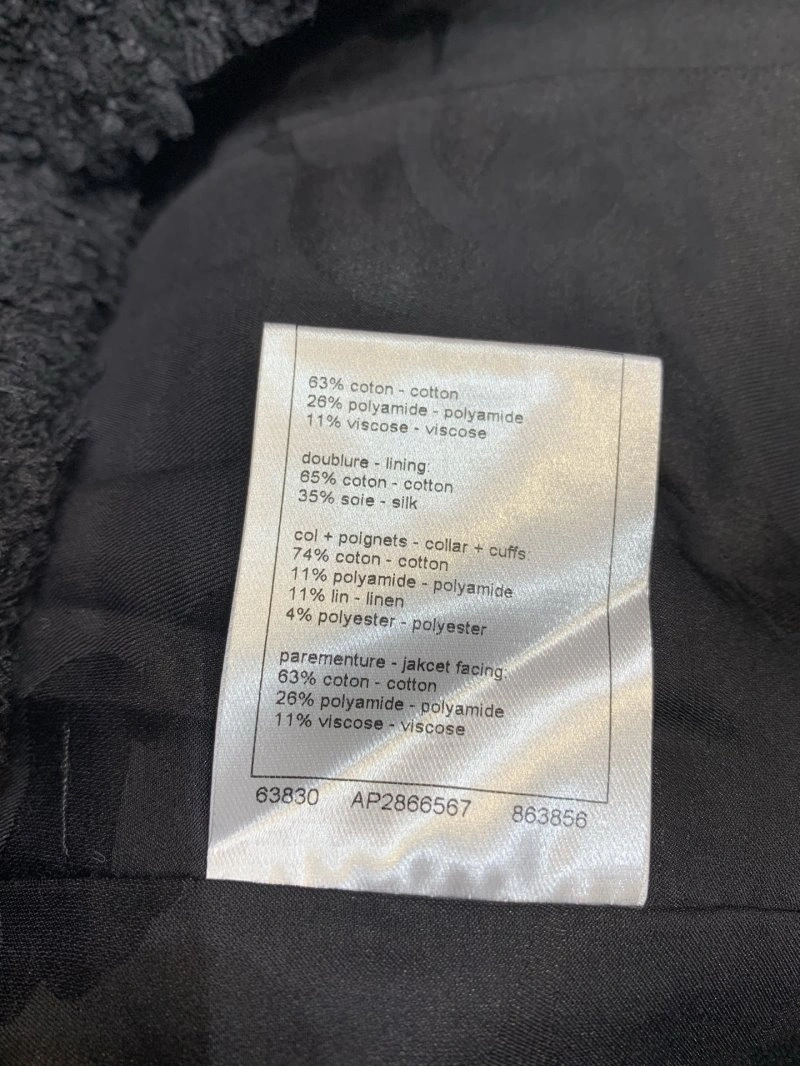 63% coton - cotton
26% polyamide - polyamide
11% viscose - viscose
doublure - lining:
65% coton - cotton
35% soie - silk
col + poignets - collar + cuffs
74% coton - cotton
11% polyamide - polyamide
11% lin - linen
4% polyester - polyester
parementure - jakcet facing:
63% coton - cotton
26% polyamide - polyamide
11% viscose - viscose
63830 AP2866567 863856